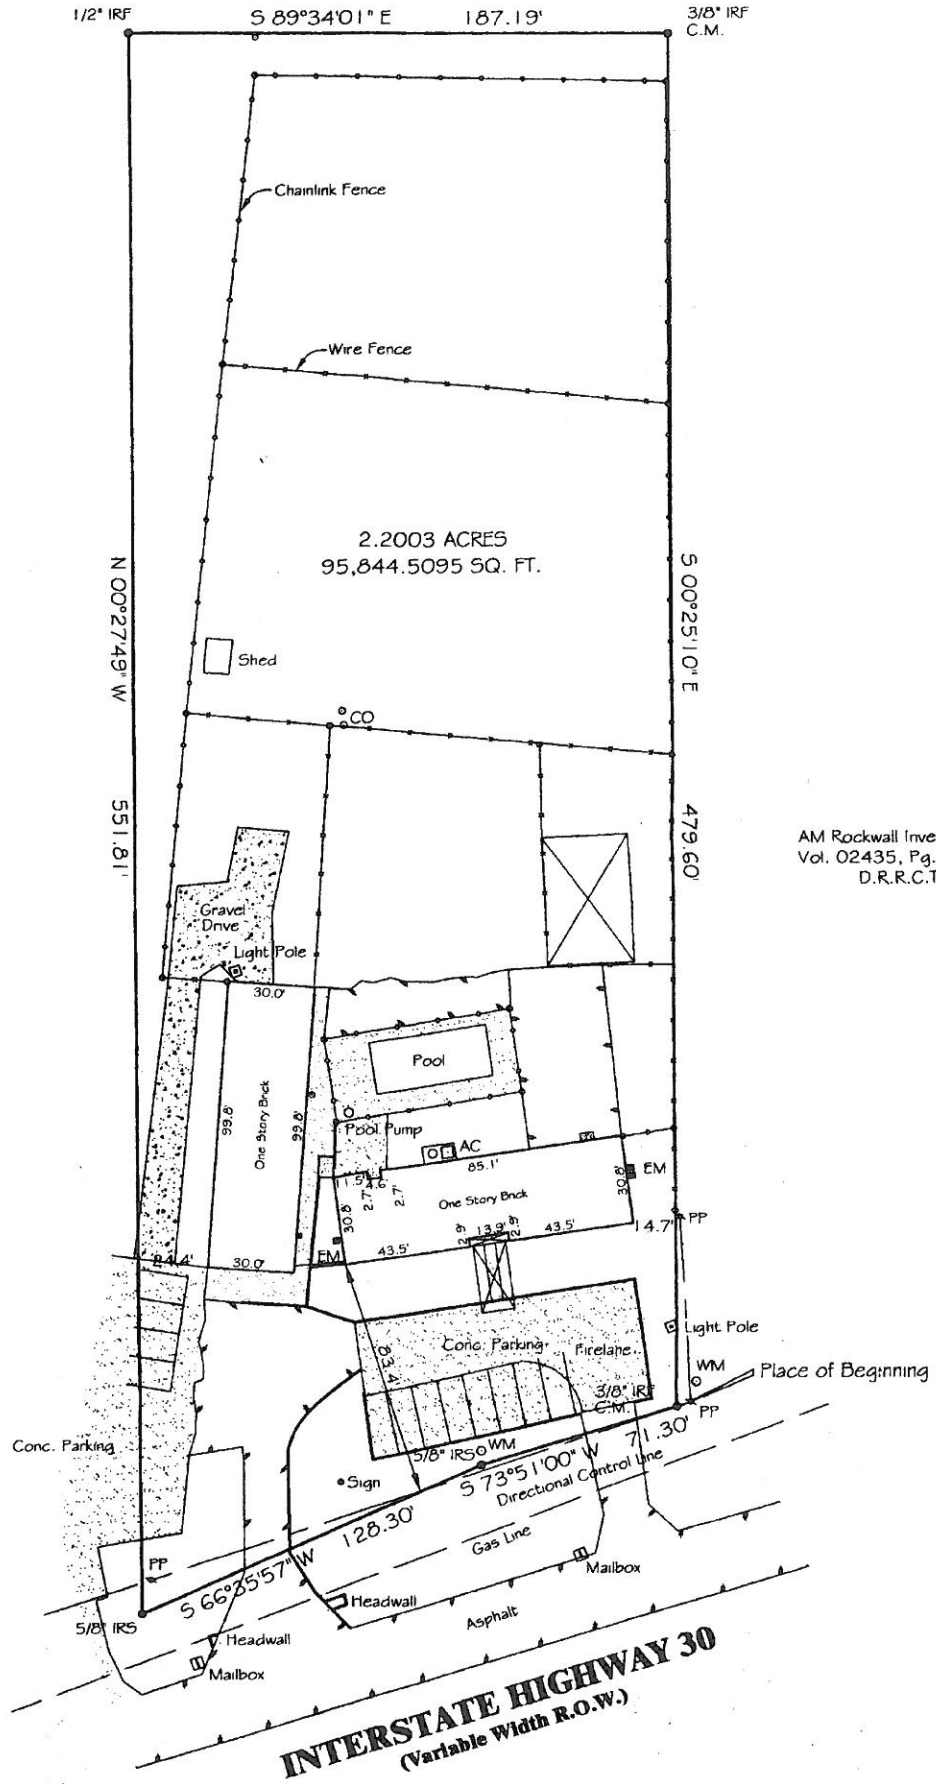 1/2" IRF
S 89°34'01" E 187.19'
3/8" IRF
C.M.
Chainlink Fence
Wire Fence
2.2003 ACRES
95,844.5095 SQ. FT.
N 00°27'49" W 551.81'
S 00°25'10" E 479.60'
Shed
CO
AM Rockwall Inve
Vol. 02435, Pg.
D.R.R.C.T
Gravel
Drive
Light Pole
30.0'
99.8'
One Story Brick
99.8'
Pool
Pool Pump
AC
85.1'
EM
11.5'
4.6'
2.7'
2.7'
One Story Brick
30.8'
30.8'
2.9'
13.9'
2.9'
43.5'
43.5'
14.7'
PP
EM
24.4'
30.0'
Light Pole
Conc. Parking
Firelane
83.4'
WM
Place of Beginning
3/8" IRF
C.M.
PP
Conc. Parking
5/8" IRS
WM
S 73°51'00" W 71.30'
Directional Control Line
Sign
S 66°35'57" W 128.30'
Gas Line
PP
Mailbox
Headwall
5/8" IRS
Asphalt
Headwall
Mailbox
INTERSTATE HIGHWAY 30
(Variable Width R.O.W.)